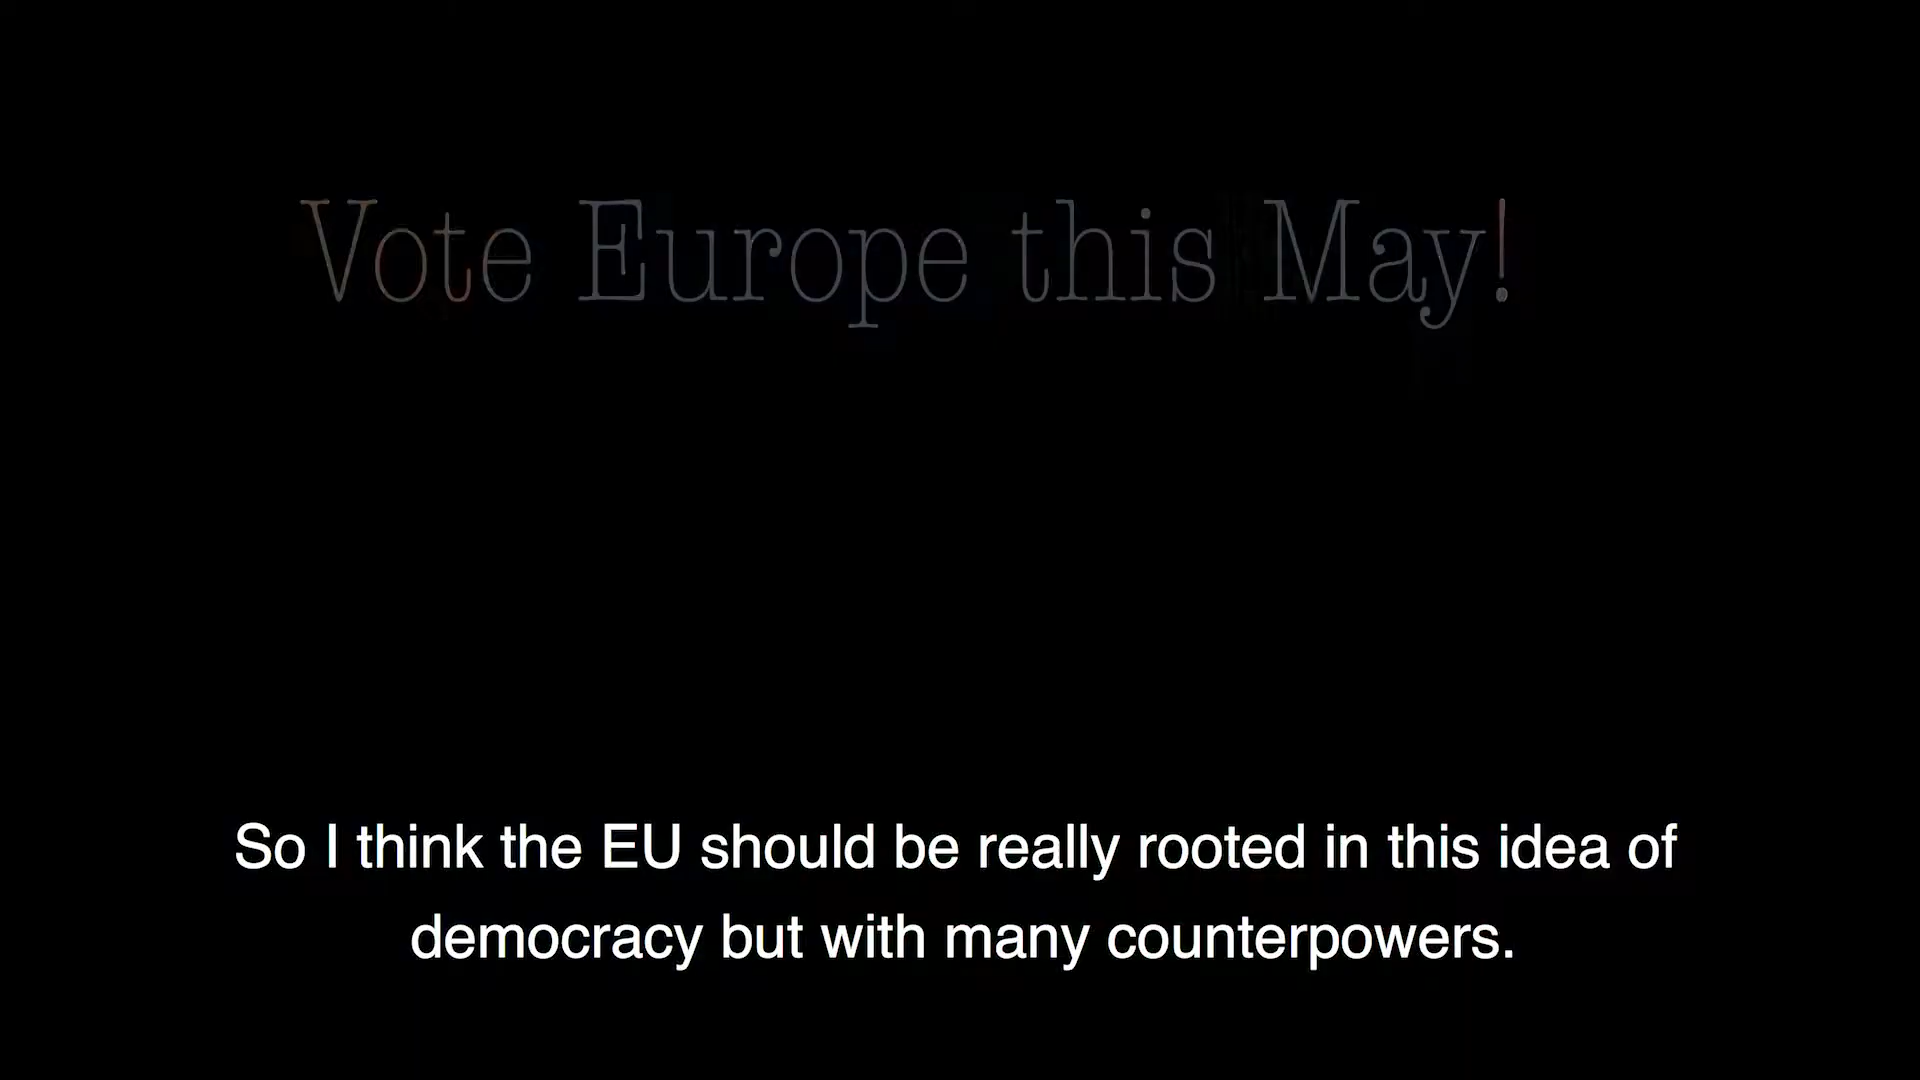 Vote Europe this May!
So I think the EU should be really rooted in this idea of
democracy but with many counterpowers.